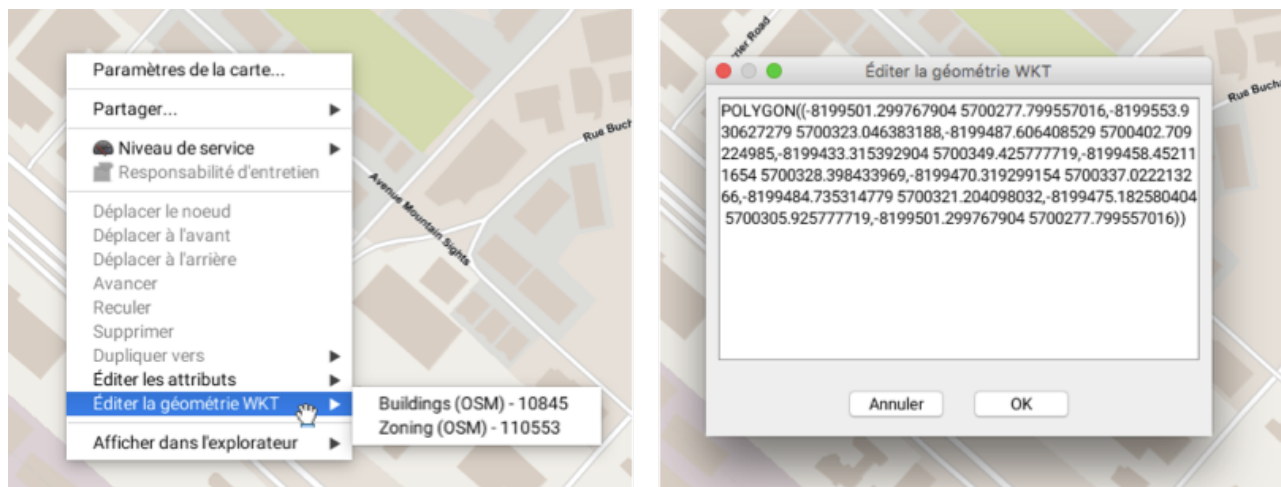 Paramètres de la carte...
Partager...
Niveau de service
Responsabilité d'entretien
Déplacer le noeud
Déplacer à l'avant
Déplacer à l'arrière
Avancer
Reculer
Supprimer
Dupliquer vers
Éditer les attributs
Éditer la géométrie WKT
Buildings (OSM) - 10845
Zoning (OSM) - 110553
Afficher dans l'explorateur
Rue Buch
Avenue Mountain Sights
rier Road
Éditer la géométrie WKT
POLYGON((-8199501.299767904 5700277.799557016,-8199553.9
30627279 5700323.046383188,-8199487.606408529 5700402.709
224985,-8199433.315392904 5700349.425777719,-8199458.45211
1654 5700328.398433969,-8199470.319299154 5700337.0222132
66,-8199484.735314779 5700321.204098032,-8199475.182580404
5700305.925777719,-8199501.299767904 5700277.799557016))
Annuler
OK
Rue Bucha